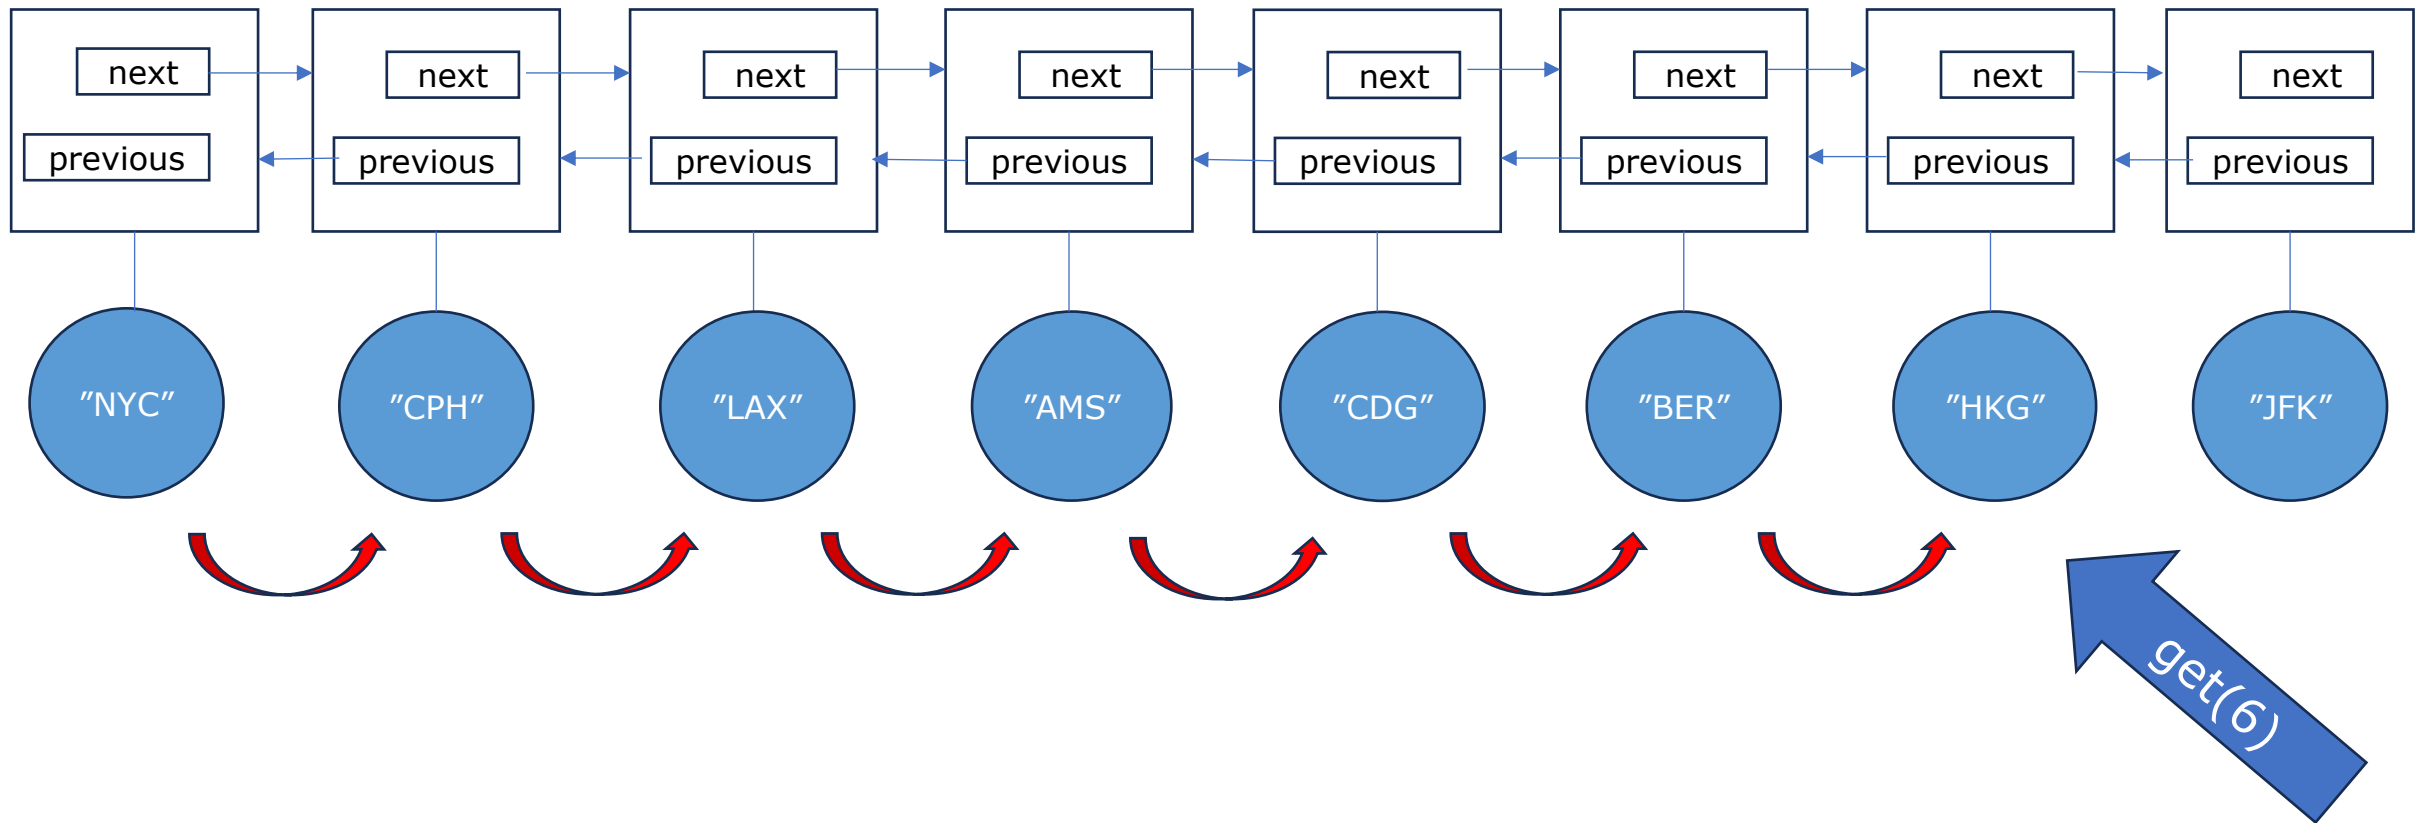 next next next next next next next next
previous previous previous previous previous previous previous previous
”NYC” ”CPH” ”LAX” ”AMS” ”CDG” ”BER” ”HKG” ”JFK”
get(6)